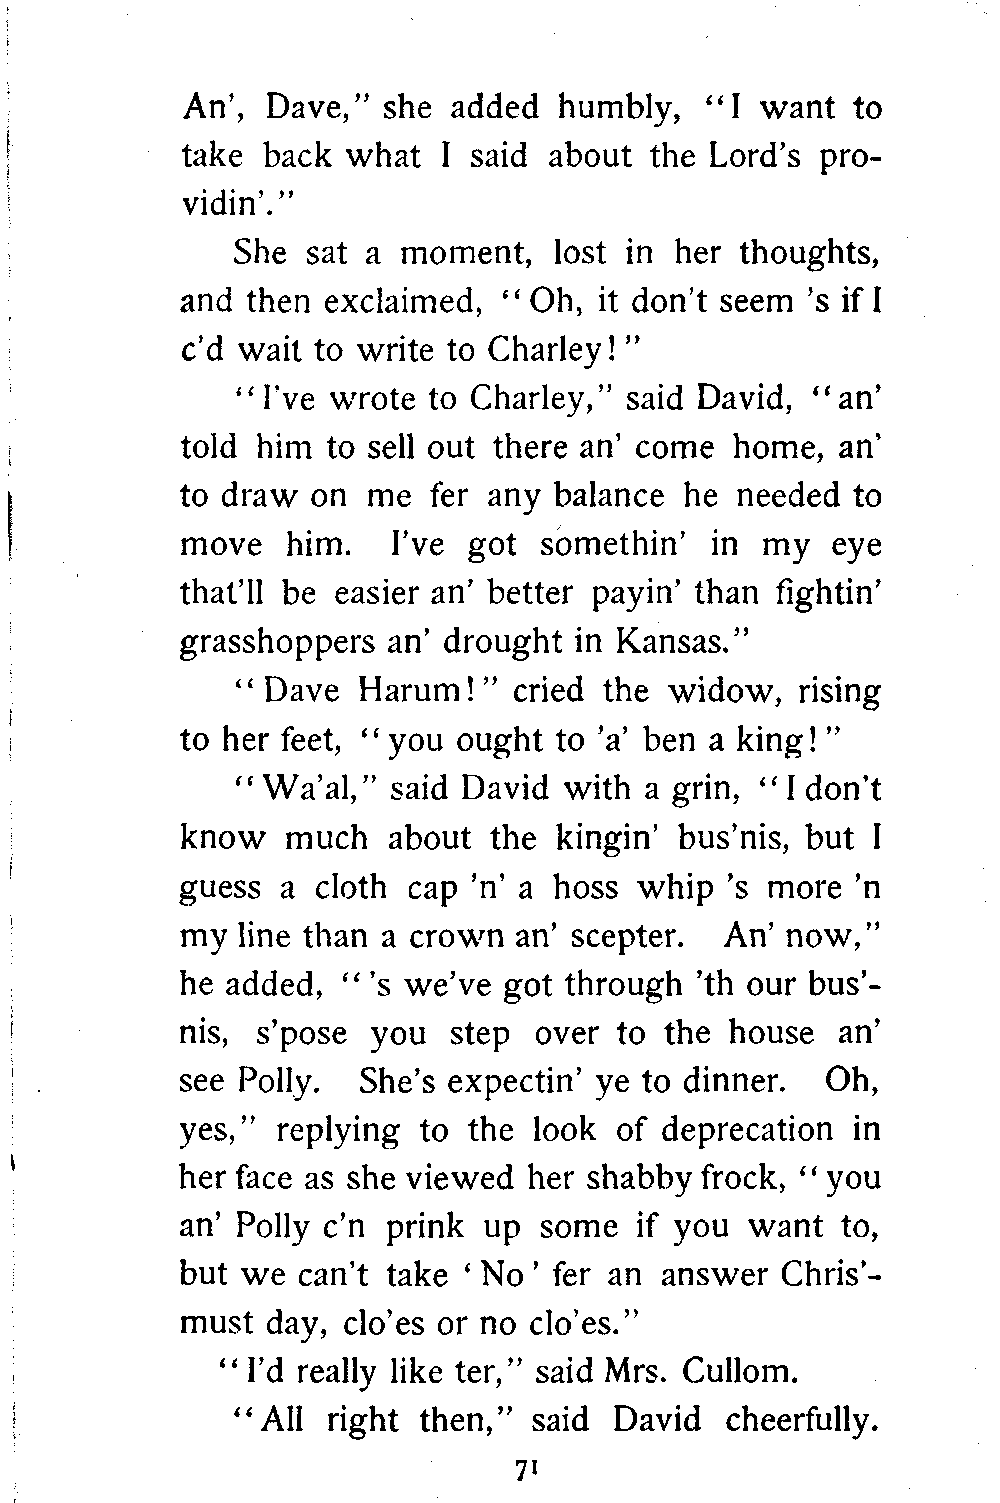 An', Dave," she added humbly, "I want to
take back what I said about the Lord's pro-
vidin'."
She sat a moment, lost in her thoughts,
and then exclaimed, "Oh, it don't seem 's if I
c'd wait to write to Charley!"
"I've wrote to Charley," said David, "an'
told him to sell out there an' come home, an'
to draw on me fer any balance he needed to
move him. I've got somethin' in my eye
that'll be easier an' better payin' than fightin'
grasshoppers an' drought in Kansas."
"Dave Harum!" cried the widow, rising
to her feet, "you ought to 'a' ben a king!"
"Wa'al," said David with a grin, "I don't
know much about the kingin' bus'nis, but I
guess a cloth cap 'n' a hoss whip 's more 'n
my line than a crown an' scepter. An' now,"
he added, "'s we've got through 'th our bus'-
nis, s'pose you step over to the house an'
see Polly. She's expectin' ye to dinner. Oh,
yes," replying to the look of deprecation in
her face as she viewed her shabby frock, "you
an' Polly c'n prink up some if you want to,
but we can't take 'No' fer an answer Chris'-
must day, clo'es or no clo'es."
"I'd really like ter," said Mrs. Cullom.
"All right then," said David cheerfully.
71